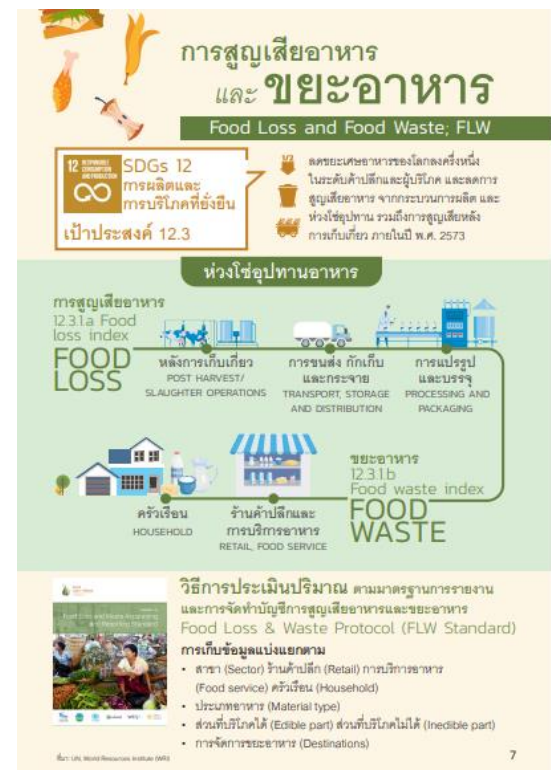 การสูญเสียอาหาร
และ ขยะอาหาร
Food Loss and Food Waste; FLW
12 RESPONSIBLE
CONSUMPTION
AND PRODUCTION
SDGs 12
การผลิตและ
การบริโภคที่ยั่งยืน
เป้าประสงค์ 12.3
1/2
ลดขยะเศษอาหารของโลกลงครึ่งหนึ่ง
ในระดับค้าปลีกและผู้บริโภค และลดการ
สูญเสียอาหาร จากกระบวนการผลิต และ
ห่วงโซ่อุปทาน รวมถึงการสูญเสียหลัง
การเก็บเกี่ยว ภายในปี พ.ศ. 2573
ห่วงโซ่อุปทานอาหาร
การสูญเสียอาหาร
12.3.1.a Food
loss index
FOOD
LOSS
หลังการเก็บเกี่ยว
POST HARVEST/
SLAUGHTER OPERATIONS
การขนส่ง กักเก็บ
และกระจาย
TRANSPORT, STORAGE
AND DISTRIBUTION
การแปรรูป
และบรรจุ
PROCESSING AND
PACKAGING
ครัวเรือน
HOUSEHOLD
ร้านค้าปลีกและ
การบริการอาหาร
RETAIL, FOOD SERVICE
ขยะอาหาร
12.3.1.b
Food waste index
FOOD
WASTE
วิธีการประเมินปริมาณ ตามมาตรฐานการรายงาน
และการจัดทำบัญชีการสูญเสียอาหารและขยะอาหาร
Food Loss & Waste Protocol (FLW Standard)
การเก็บข้อมูลแบ่งแยกตาม
• สาขา (Sector) ร้านค้าปลีก (Retail) การบริการอาหาร
(Food service) ครัวเรือน (Household)
• ประเภทอาหาร (Material type)
• ส่วนที่บริโภคได้ (Edible part) ส่วนที่บริโภคไม่ได้ (Inedible part)
• การจัดการขยะอาหาร (Destinations)
Food Loss and Waste Accounting
and Reporting Standard
ที่มา: UN, World Resources Institute (WRI)
7